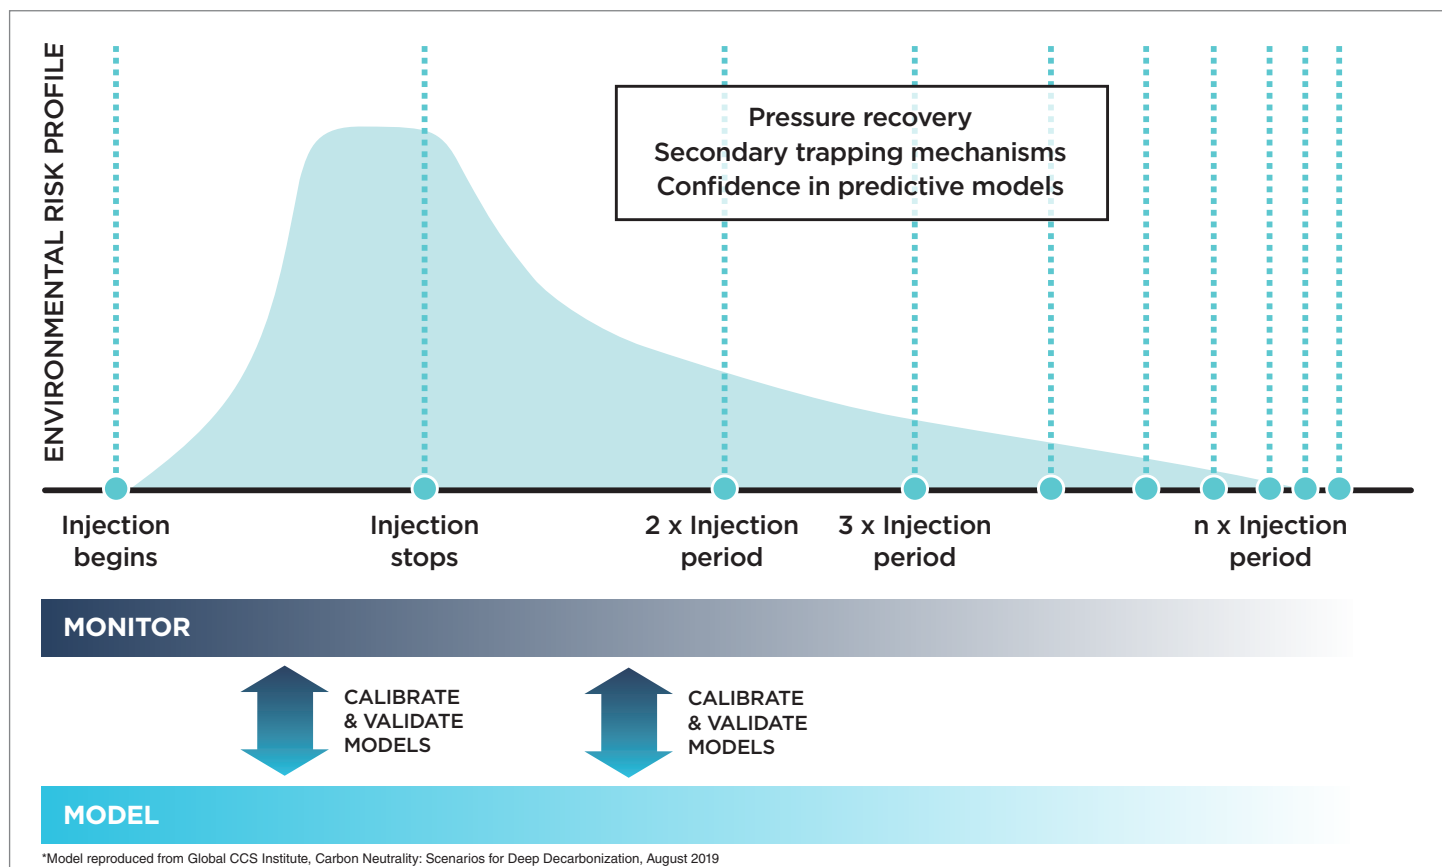 ENVIRONMENTAL RISK PROFILE
Pressure recovery
Secondary trapping mechanisms
Confidence in predictive models
Injection
begins
Injection
stops
2 x Injection
period
3 x Injection
period
n x Injection
period
MONITOR
CALIBRATE
& VALIDATE
MODELS
CALIBRATE
& VALIDATE
MODELS
MODEL
*Model reproduced from Global CCS Institute, Carbon Neutrality: Scenarios for Deep Decarbonization, August 2019